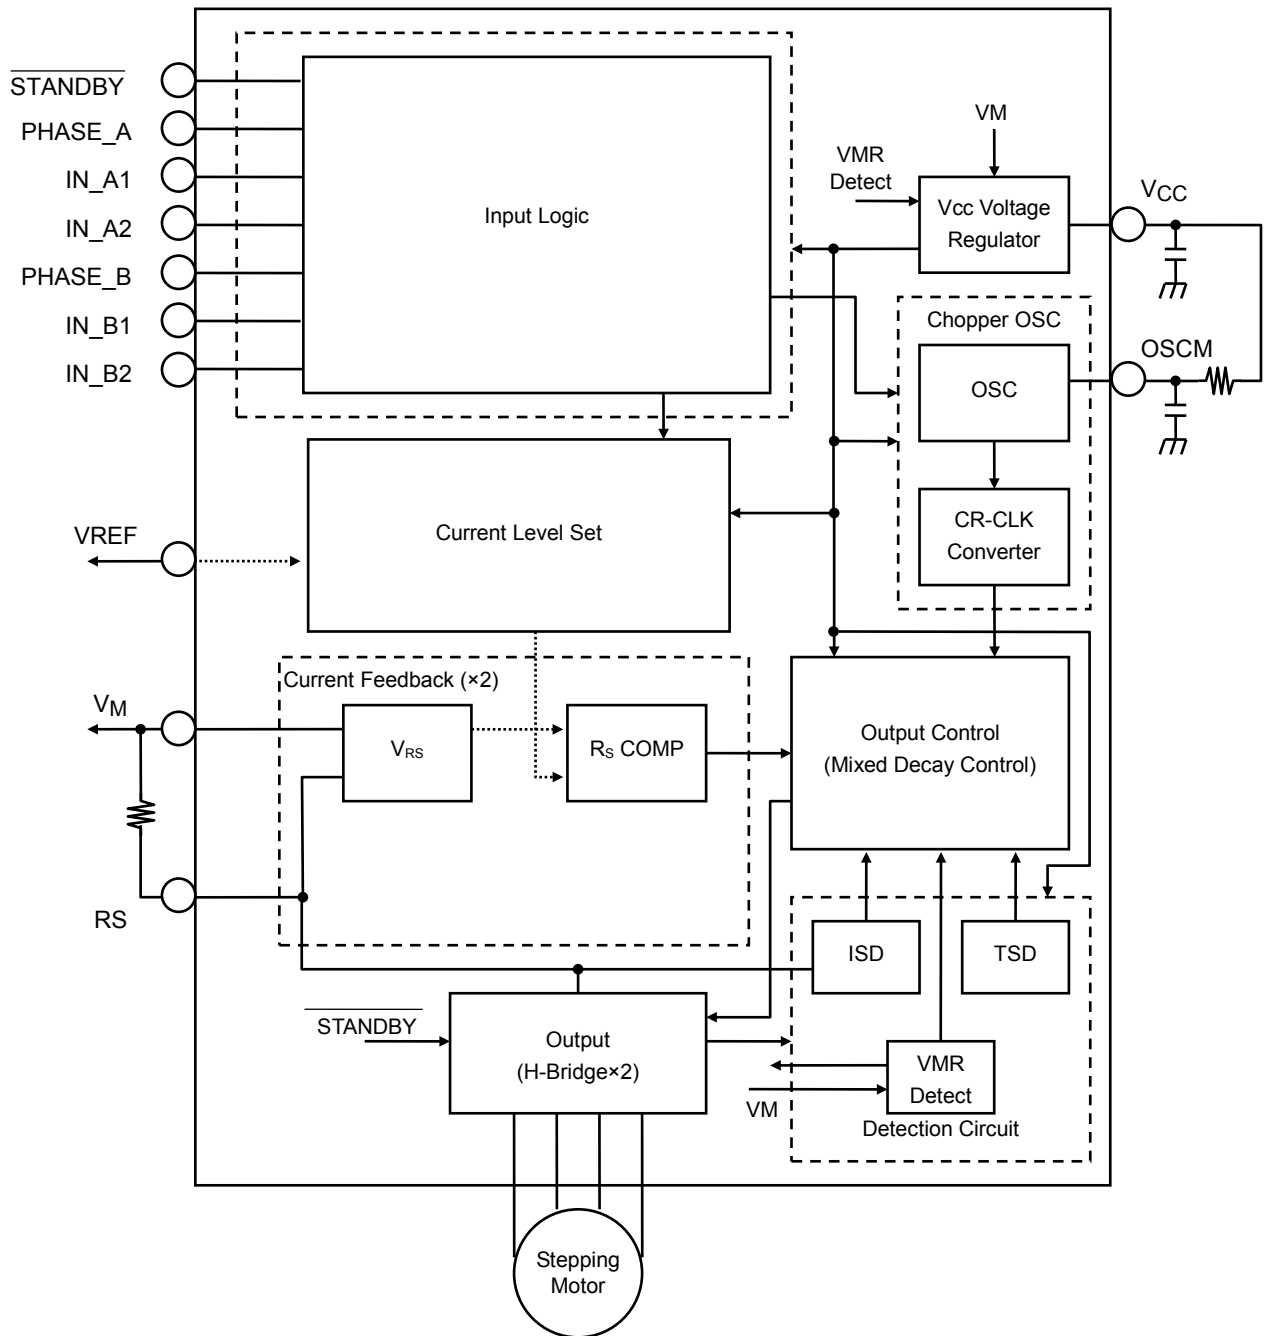 STANDBY
PHASE_A
IN_A1
IN_A2
PHASE_B
IN_B1
IN_B2
Input Logic
VM
VMR
Detect
Vcc Voltage
Regulator
VCC
Chopper OSC
OSC
OSCM
CR-CLK
Converter
VREF
Current Level Set
Current Feedback (×2)
VM
VRS
RS COMP
Output Control
(Mixed Decay Control)
RS
ISD
TSD
STANDBY
Output
(H-Bridge×2)
VM
VMR
Detect
Detection Circuit
Stepping
Motor